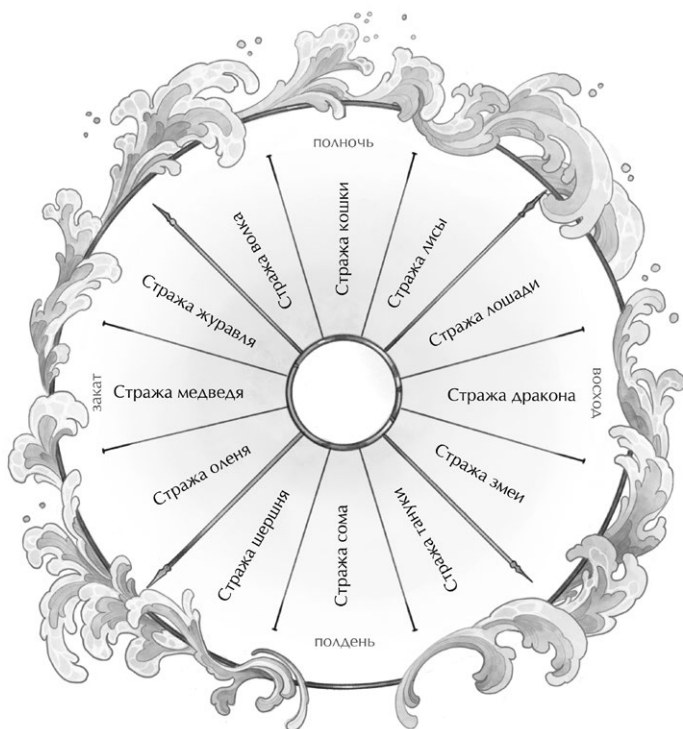 полночь
Стража кошки
Стража лисы
Стража лошади
Стража дракона
восход
Стража змеи
Стража тануки
Стража сома
полдень
Стража шершня
Стража оленя
Стража медведя
закат
Стража журавля
Стража волка